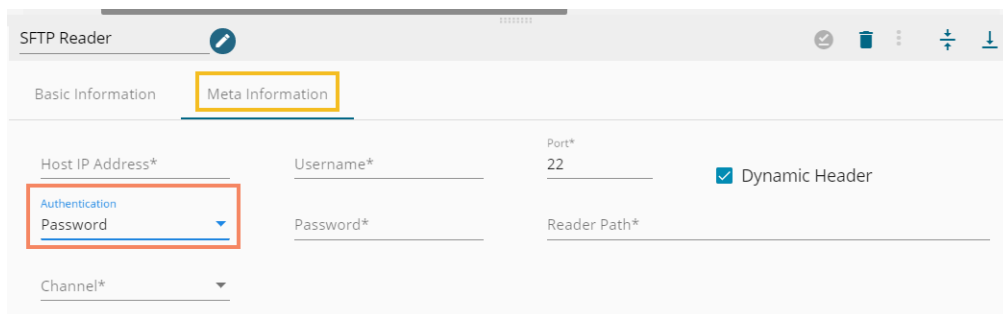 SFTP Reader
Basic Information
Meta Information
Host IP Address*
Username*
Port*
22
Dynamic Header
Authentication
Password
Password*
Reader Path*
Channel*